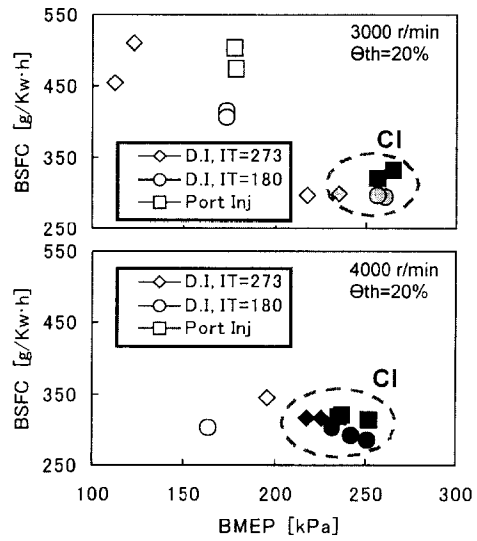 550
450
350
250
BSFC [g/Kw·h]
3000 r/min
Θth=20%
CI
D.I, IT=273
D.I, IT=180
Port Inj
550
450
350
250
BSFC [g/Kw·h]
D.I, IT=273
D.I, IT=180
Port Inj
4000 r/min
Θth=20%
CI
100 150 200 250 300
BMEP [kPa]